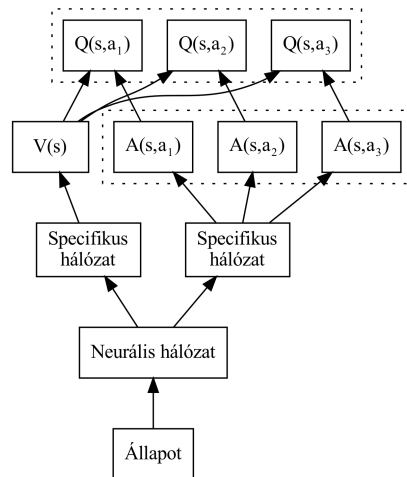 Q(s,a₁) Q(s,a₂) Q(s,a₃)
V(s) A(s,a₁) A(s,a₂) A(s,a₃)
Specifikus Specifikus
hálózat hálózat
Neurális hálózat
Állapot